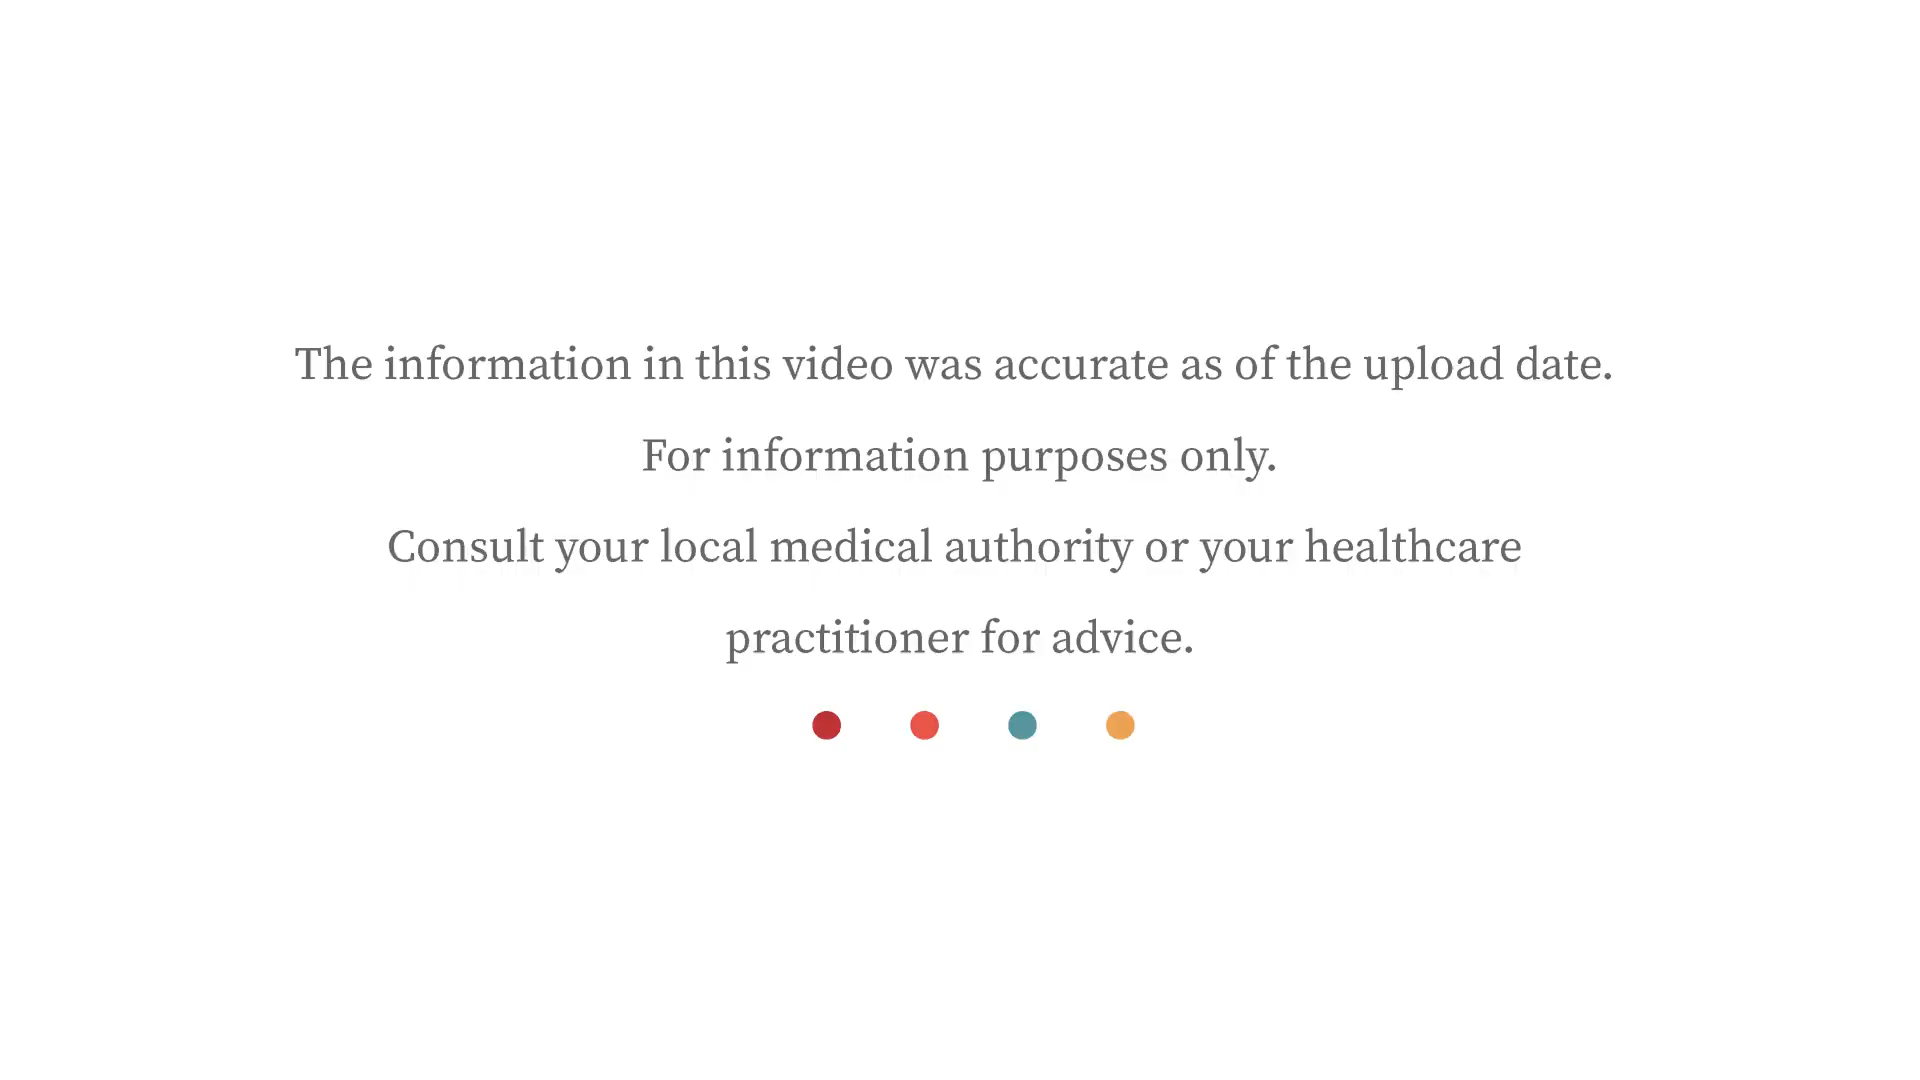 The information in this video was accurate as of the upload date.
For information purposes only.
Consult your local medical authority or your healthcare
practitioner for advice.